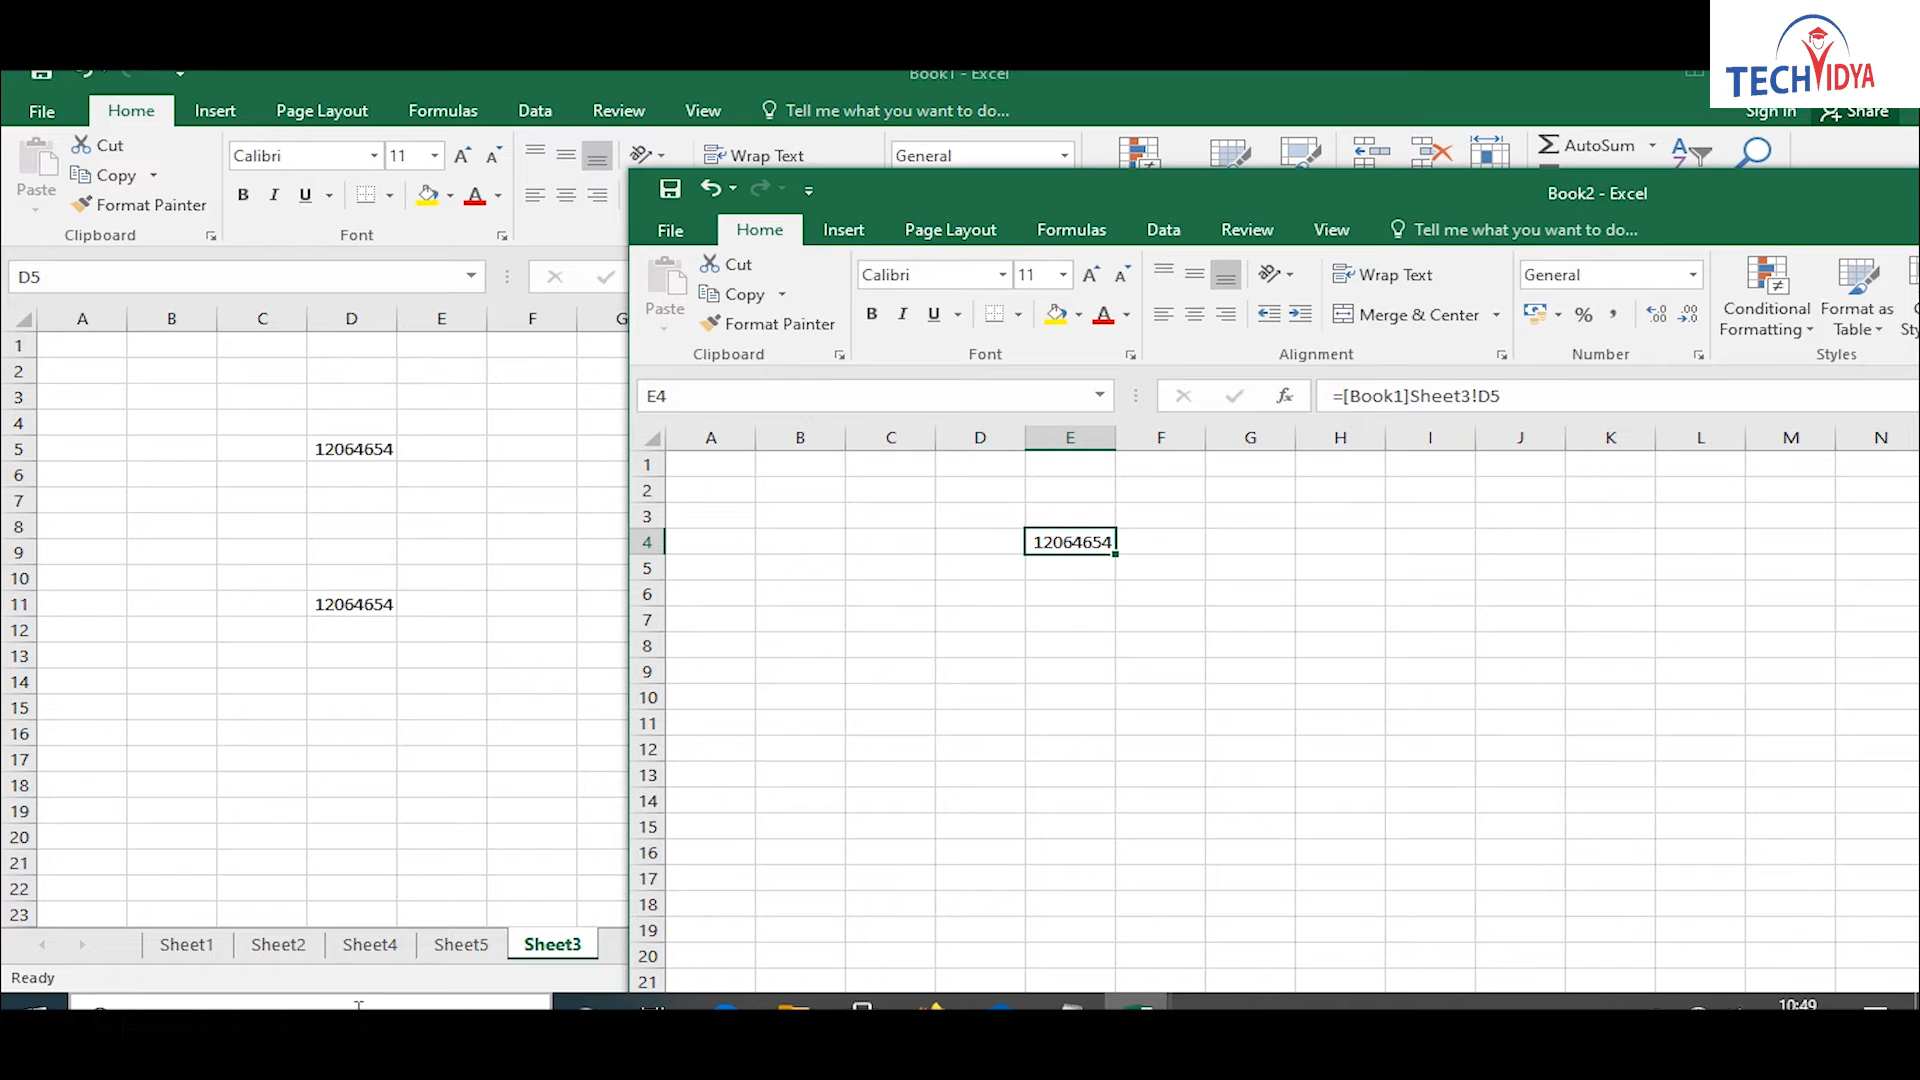 TECHVIDYA
Book1 - Excel
File Home Insert Page Layout Formulas Data Review View Tell me what you want to do... Sign in Share
Cut
Copy
Paste
Format Painter
Clipboard
Calibri 11
B I U A
Font
Wrap Text
General
AutoSum
D5
A B C D E F G
1
2
3
4
5 12064654
6
7
8
9
10
11 12064654
12
13
14
15
16
17
18
19
20
21
22
23
Sheet1 Sheet2 Sheet4 Sheet5 Sheet3
Ready
Book2 - Excel
File Home Insert Page Layout Formulas Data Review View Tell me what you want to do...
Cut
Copy
Paste
Format Painter
Clipboard
Calibri 11
B I U A
Font
Wrap Text
Merge & Center
Alignment
General
% ,
Number
Conditional Formatting
Format as Table
Styles
E4 fx =[Book1]Sheet3!D5
A B C D E F G H I J K L M N
1
2
3
4 12064654
5
6
7
8
9
10
11
12
13
14
15
16
17
18
19
20
21
10:49